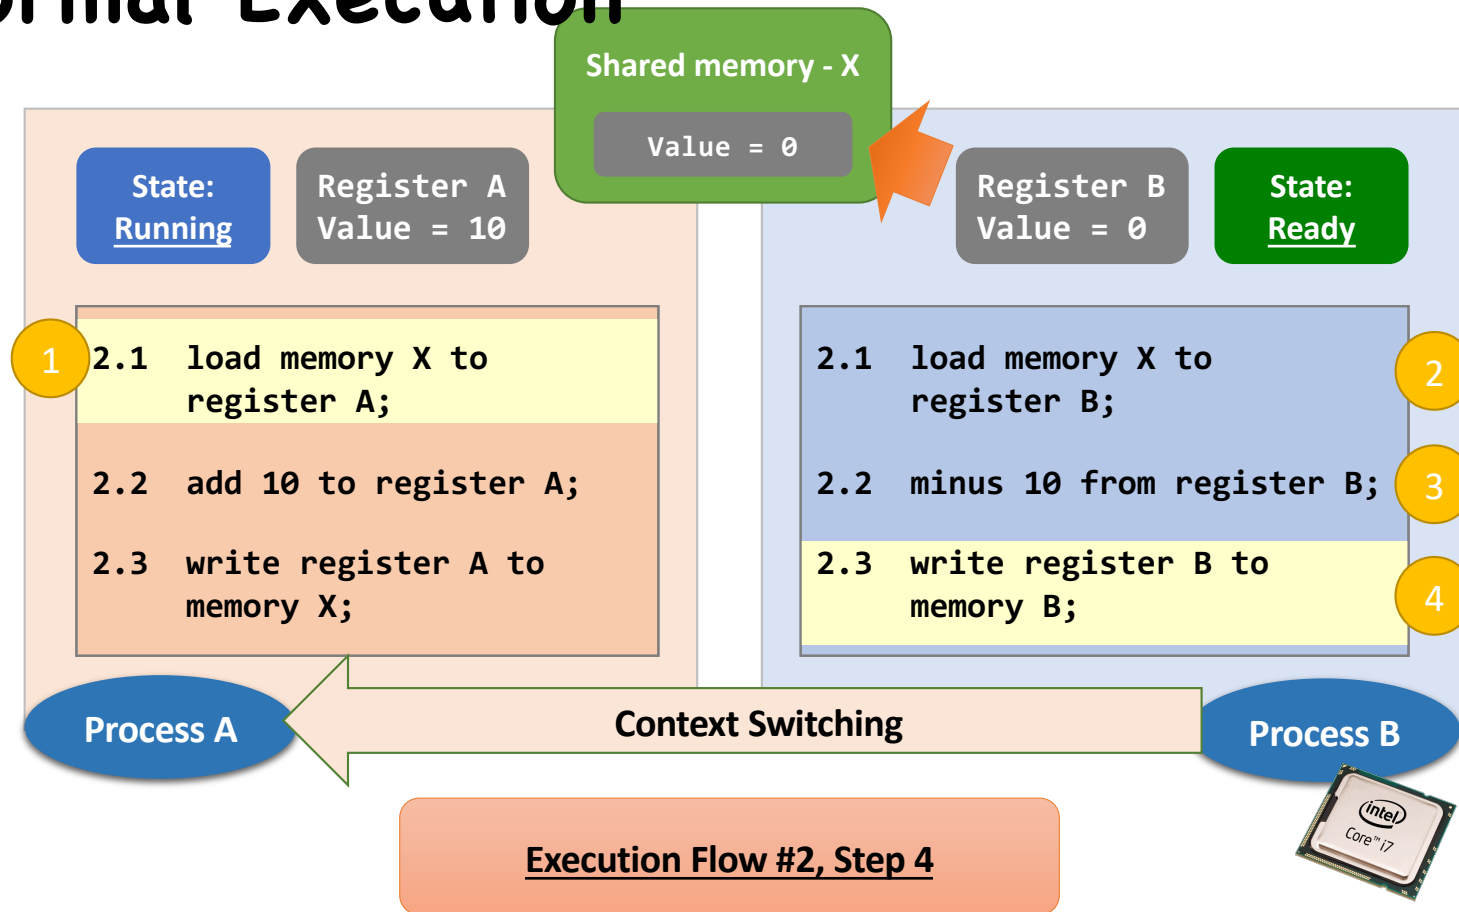 ormal Execution
Shared memory - X
Value = 0
State:
Running
Register A
Value = 10
Register B
Value = 0
State:
Ready
1
2.1 load memory X to
register A;
2.2 add 10 to register A;
2.3 write register A to
memory X;
2.1 load memory X to
register B;
2
2.2 minus 10 from register B;
3
2.3 write register B to
memory B;
4
Process A
Context Switching
Process B
intel
Core™ i7
Execution Flow #2, Step 4